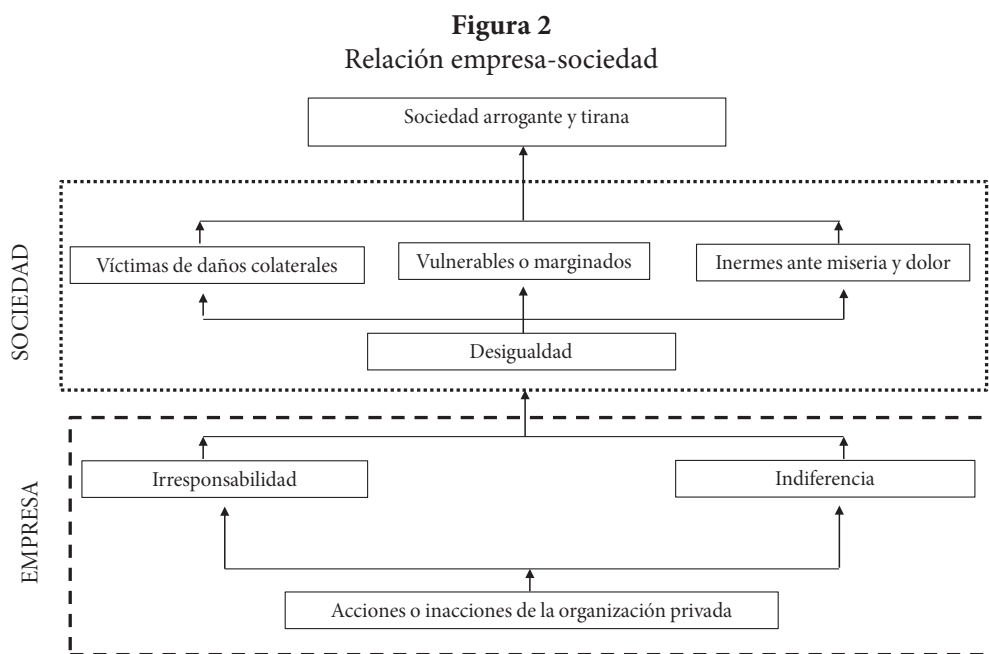 Figura 2
Relación empresa-sociedad
Sociedad arrogante y tirana
SOCIEDAD
Víctimas de daños colaterales
Vulnerables o marginados
Inermes ante miseria y dolor
Desigualdad
EMPRESA
Irresponsabilidad
Indiferencia
Acciones o inacciones de la organización privada